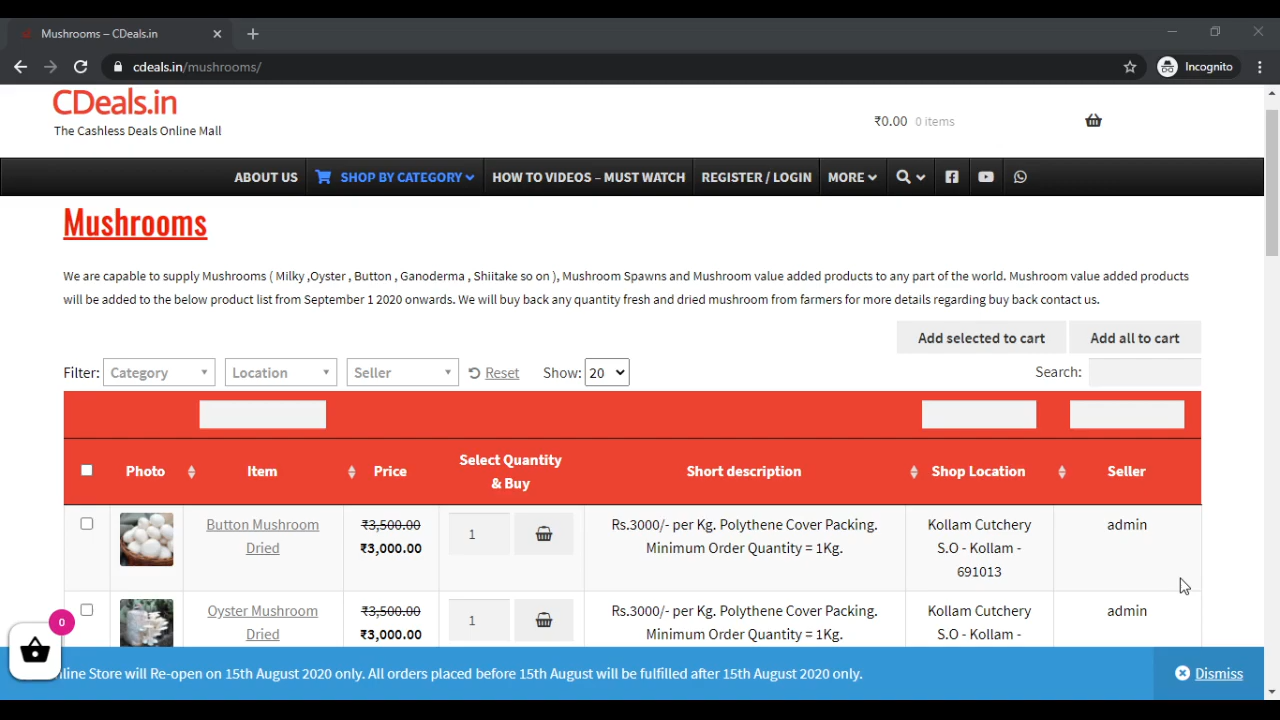 Mushrooms – CDeals.in
cdeals.in/mushrooms/
Incognito
CDeals.in
The Cashless Deals Online Mall
₹0.00 0 items
ABOUT US SHOP BY CATEGORY HOW TO VIDEOS – MUST WATCH REGISTER / LOGIN MORE
Mushrooms
We are capable to supply Mushrooms ( Milky ,Oyster , Button , Ganoderma , Shiitake so on ), Mushroom Spawns and Mushroom value added products to any part of the world. Mushroom value added products
will be added to the below product list from September 1 2020 onwards. We will buy back any quantity fresh and dried mushroom from farmers for more details regarding buy back contact us.
Add selected to cart Add all to cart
Filter: Category Location Seller Reset Show: 20 Search:
Photo Item Price Select Quantity & Buy Short description Shop Location Seller
Button Mushroom ₹3,500.00 1 Rs.3000/- per Kg. Polythene Cover Packing. Kollam Cutchery admin
Dried ₹3,000.00 Minimum Order Quantity = 1Kg. S.O - Kollam -
691013
Oyster Mushroom ₹3,500.00 1 Rs.3000/- per Kg. Polythene Cover Packing. Kollam Cutchery admin
Dried ₹3,000.00 Minimum Order Quantity = 1Kg. S.O - Kollam -
0
Store will Re-open on 15th August 2020 only. All orders placed before 15th August will be fulfilled after 15th August 2020 only. Dismiss